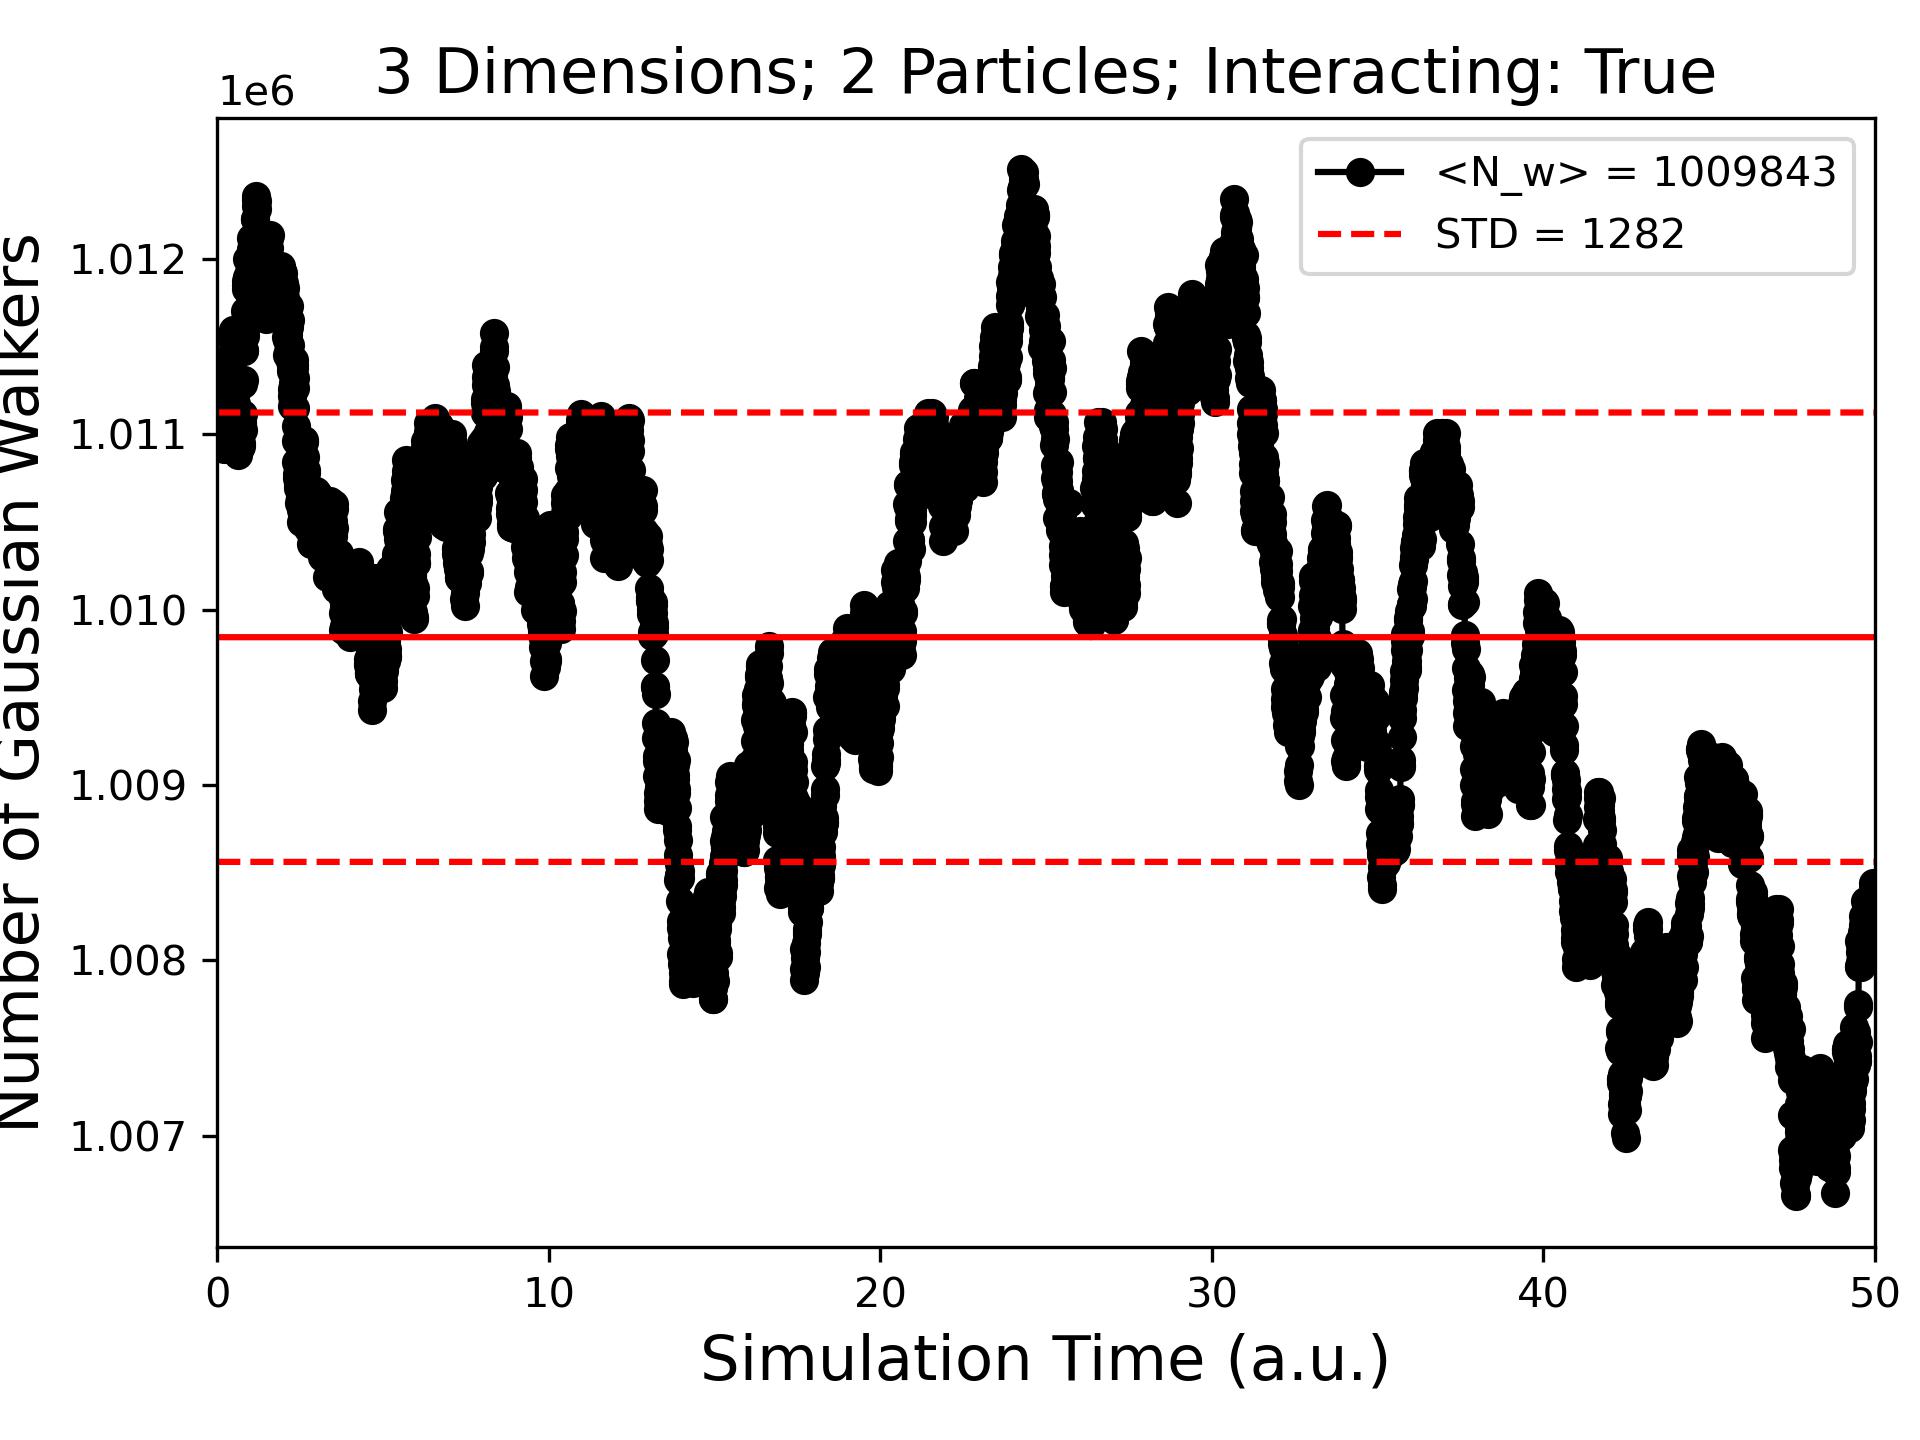 3 Dimensions; 2 Particles; Interacting: True
1e6
<N_w> = 1009843
STD = 1282
Number of Gaussian Walkers
1.012
1.011
1.010
1.009
1.008
1.007
0
10
20
30
40
50
Simulation Time (a.u.)